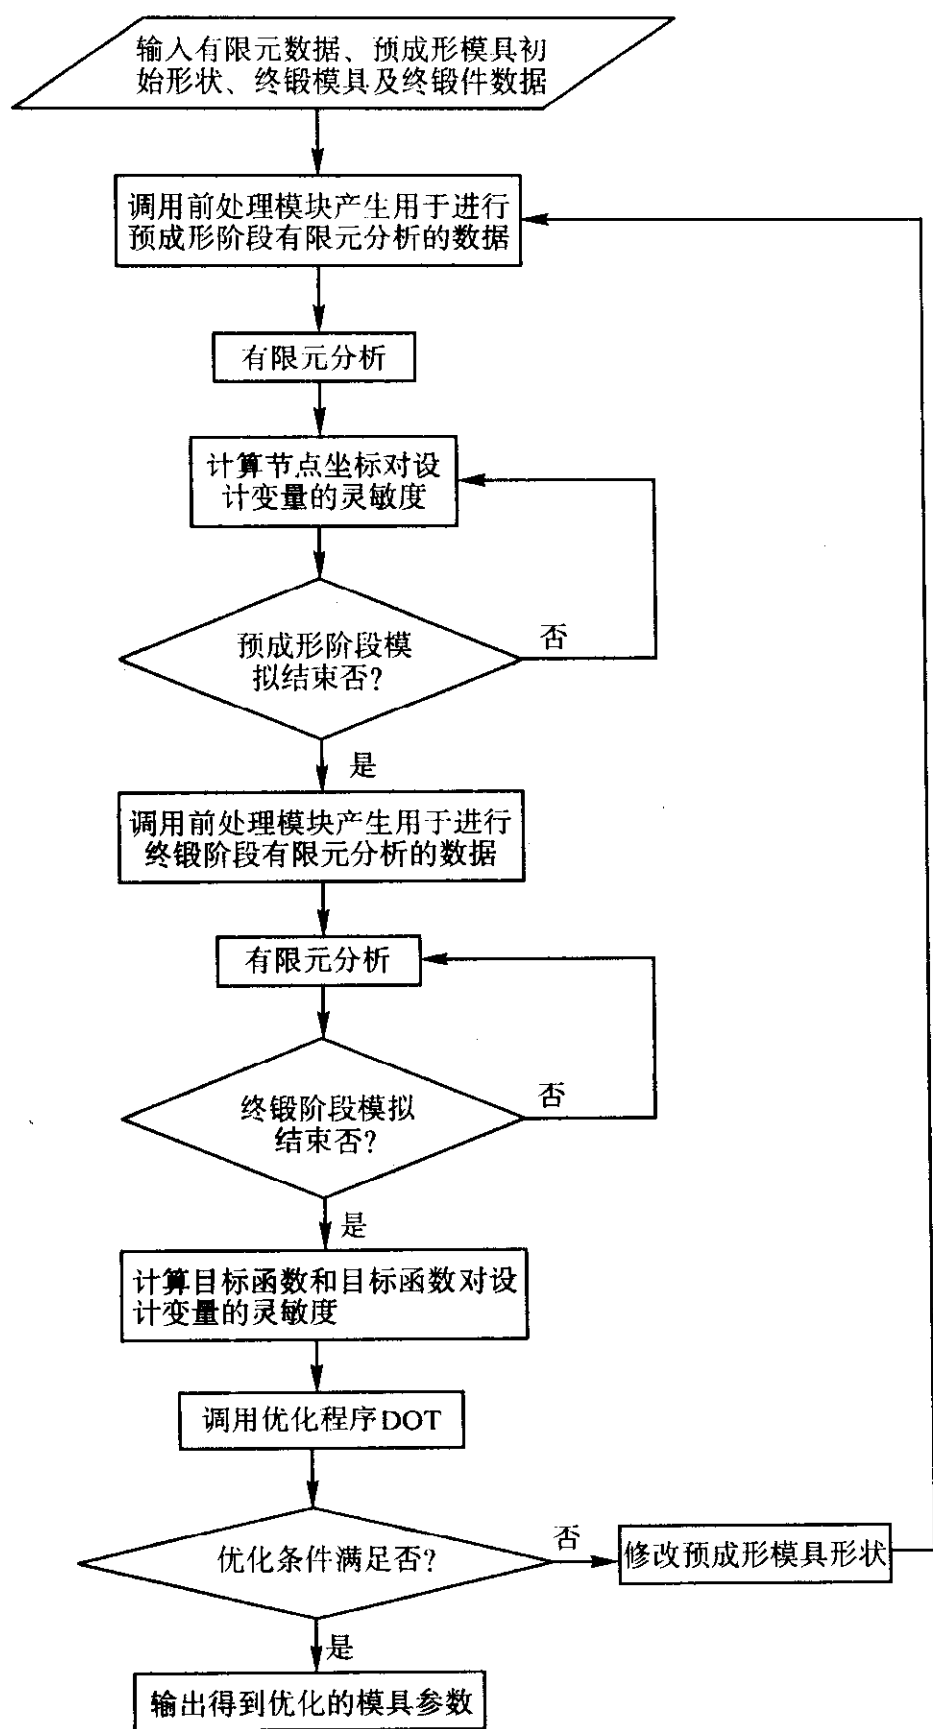 输入有限元数据、预成形模具初
始形状、终锻模具及终锻件数据
调用前处理模块产生用于进行
预成形阶段有限元分析的数据
有限元分析
计算节点坐标对设
计变量的灵敏度
预成形阶段模
拟结束否?
否
是
调用前处理模块产生用于进行
终锻阶段有限元分析的数据
有限元分析
终锻阶段模拟
结束否?
否
是
计算目标函数和目标函数对设
计变量的灵敏度
调用优化程序DOT
优化条件满足否?
否
修改预成形模具形状
是
输出得到优化的模具参数